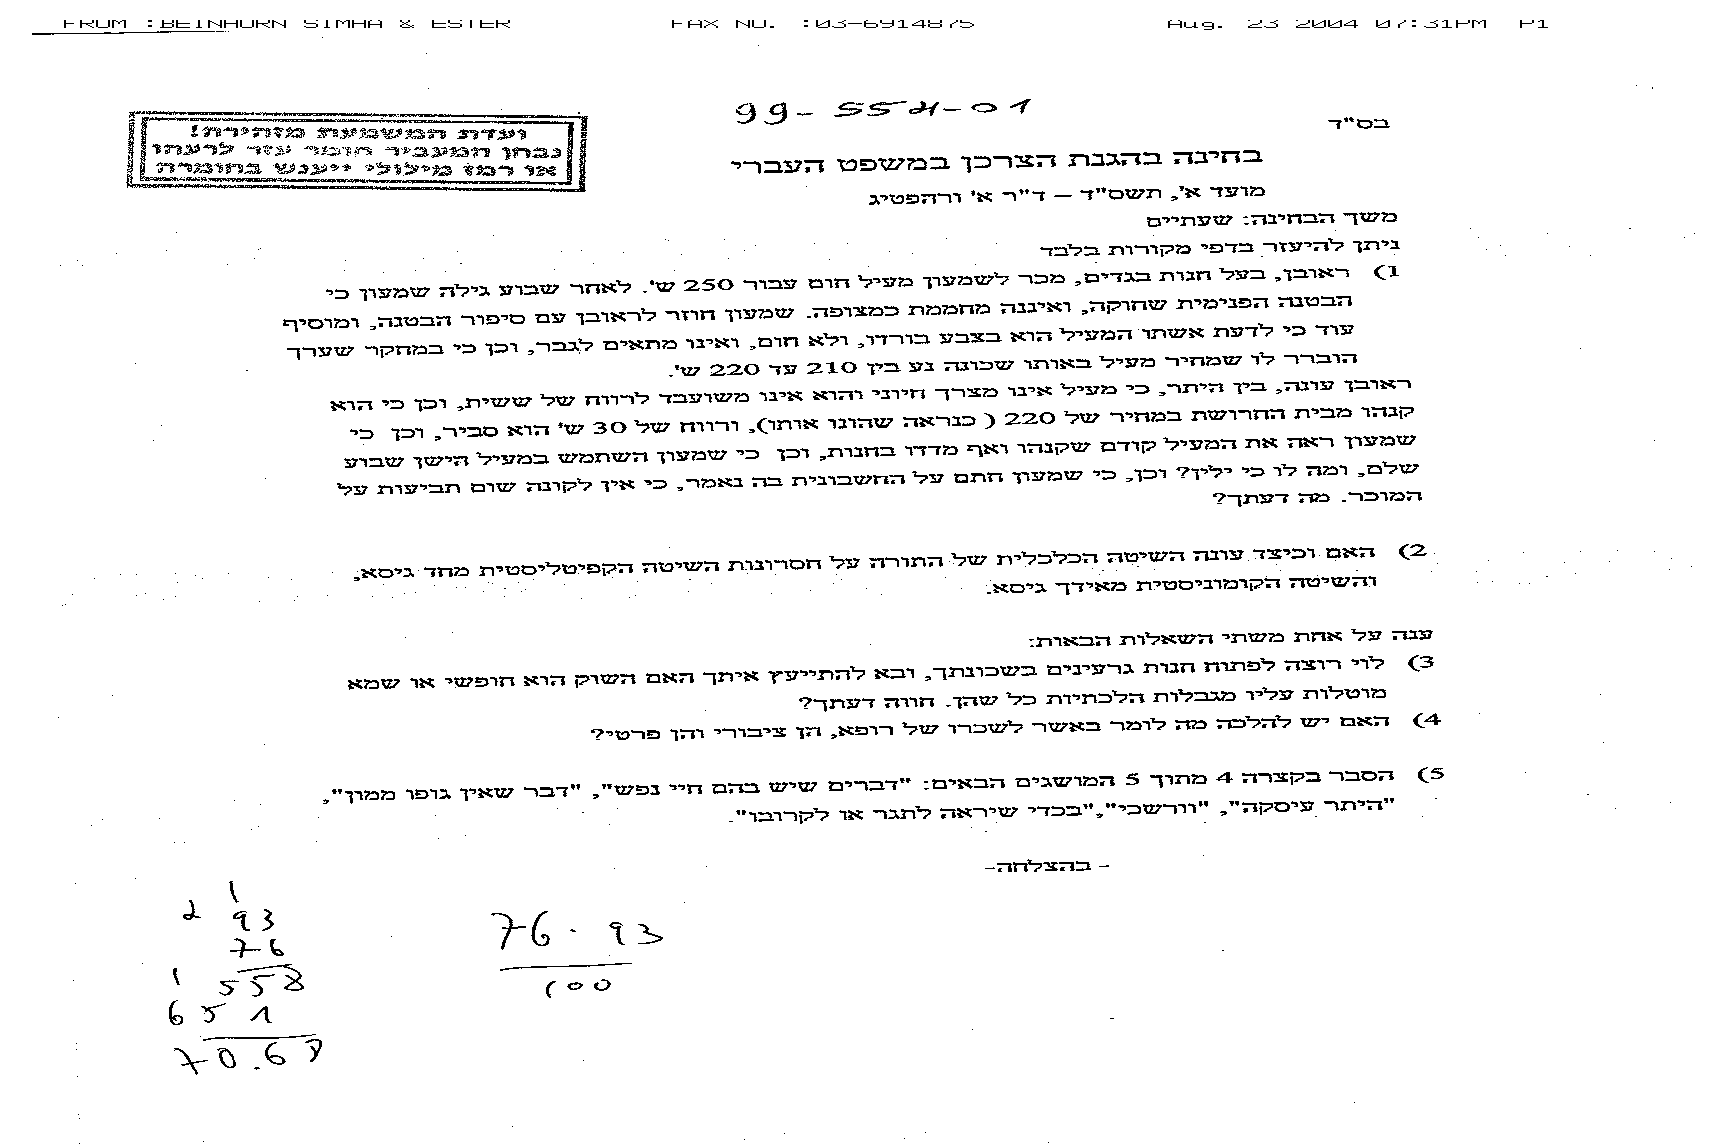 FROM :BEINHORN SIMHA & ESTER FAX NO. :03-6914875 Aug. 23 2004 07:31PM P1
99-554-01
בס"ד
ועדת המשמעת מזהירה!
נבחן המעביר חומר עזר לרעהו
או רמז מילולי ייענש בחומרה
בחינה בהגנת הצרכן במשפט העברי
מועד א', תשס"ד – ד"ר א' ורהפטיג
משך הבחינה: שעתיים
ניתן להיעזר בדפי מקורות בלבד
1) ראובן, בעל חנות בגדים, מכר לשמעון מעיל חום עבור 250 ש'. לאחר שבוע גילה שמעון כי
הבטנה הפנימית שחוקה, ואיננה מחממת כמצופה. שמעון חוזר לראובן עם סיפור הבטנה, ומוסיף
עוד כי לדעת אשתו המעיל הוא בצבע בורדו, ולא חום, ואינו מתאים לגבר, וכן כי במחקר שערך
הוברר לו שמחיר מעיל באותו שכונה נע בין 210 עד 220 ש'.
ראובן עונה, בין היתר, כי מעיל אינו מצרך חיוני והוא אינו משועבד לרווח של ששית, וכן כי הוא
קנהו מבית החרושת במחיר של 220 ( כנראה שהונו אותו), ורווח של 30 ש' הוא סביר, וכן כי
שמעון ראה את המעיל קודם שקנהו ואף מדדו בחנות, וכן כי שמעון השתמש במעיל הישן שבוע
שלם, ומה לו כי ילין? וכן, כי שמעון חתם על החשבונית בה נאמר, כי אין לקונה שום תביעות על
המוכר. מה דעתך?
2) האם וכיצד עונה השיטה הכלכלית של התורה על חסרונות השיטה הקפיטליסטית מחד גיסא,
והשיטה הקומוניסטית מאידך גיסא.
ענה על אחת משתי השאלות הבאות:
3) לוי רוצה לפתוח חנות גרעינים בשכונתך, ובא להתייעץ איתך האם השוק הוא חופשי או שמא
מוטלות עליו מגבלות הלכתיות כל שהן. חווה דעתך?
4) האם יש להלכה מה לומר באשר לשכרו של רופא, הן ציבורי והן פרטי?
5) הסבר בקצרה 4 מתוך 5 המושגים הבאים: "דברים שיש בהם חיי נפש", "דבר שאין גופו ממון",
"היתר עיסקה", "וורשכי","בכדי שיראה לתגר או לקרובו".
- בהצלחה-
1
2 93
76
1 558
651
70.68
76 · 93
100